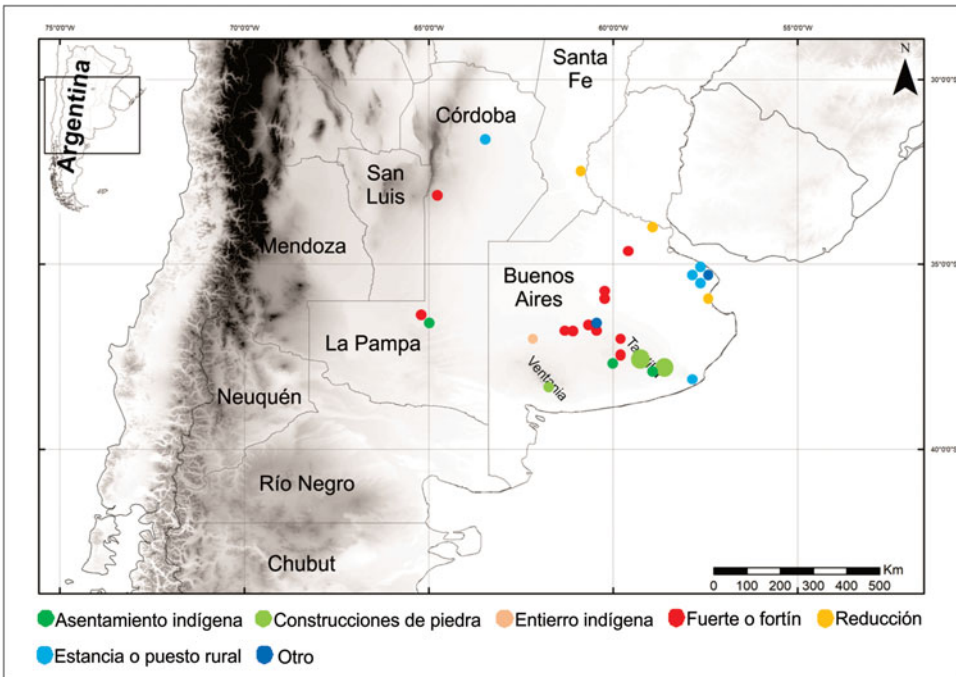 75°0'0"W
70°0'0"W
65°0'0"W
60°0'0"W
55°0'0"W
N
Argentina
Santa
Fe
30°0'0"S
Córdoba
San
Luis
Mendoza
35°0'0"S
Buenos
Aires
La Pampa
Ventania
Neuquén
40°0'0"S
Río Negro
Chubut
Km
0 100 200 300 400 500
Asentamiento indígena
Construcciones de piedra
Entierro indígena
Fuerte o fortín
Reducción
Estancia o puesto rural
Otro